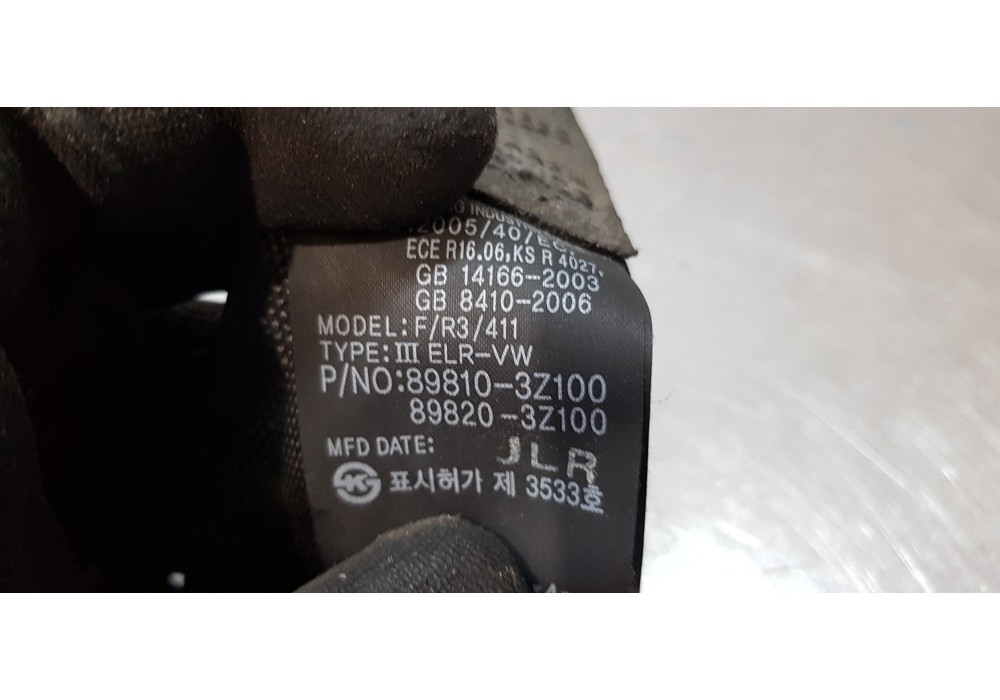 INDUST
2005/40/EC.
ECE R16.06, KS R 4027,
GB 14166-2003
GB 8410-2006
MODEL: F/R3/411
TYPE: III ELR-VW
P/NO: 89810-3Z100
89820-3Z100
MFD DATE: JLR
표시허가 제 3533호